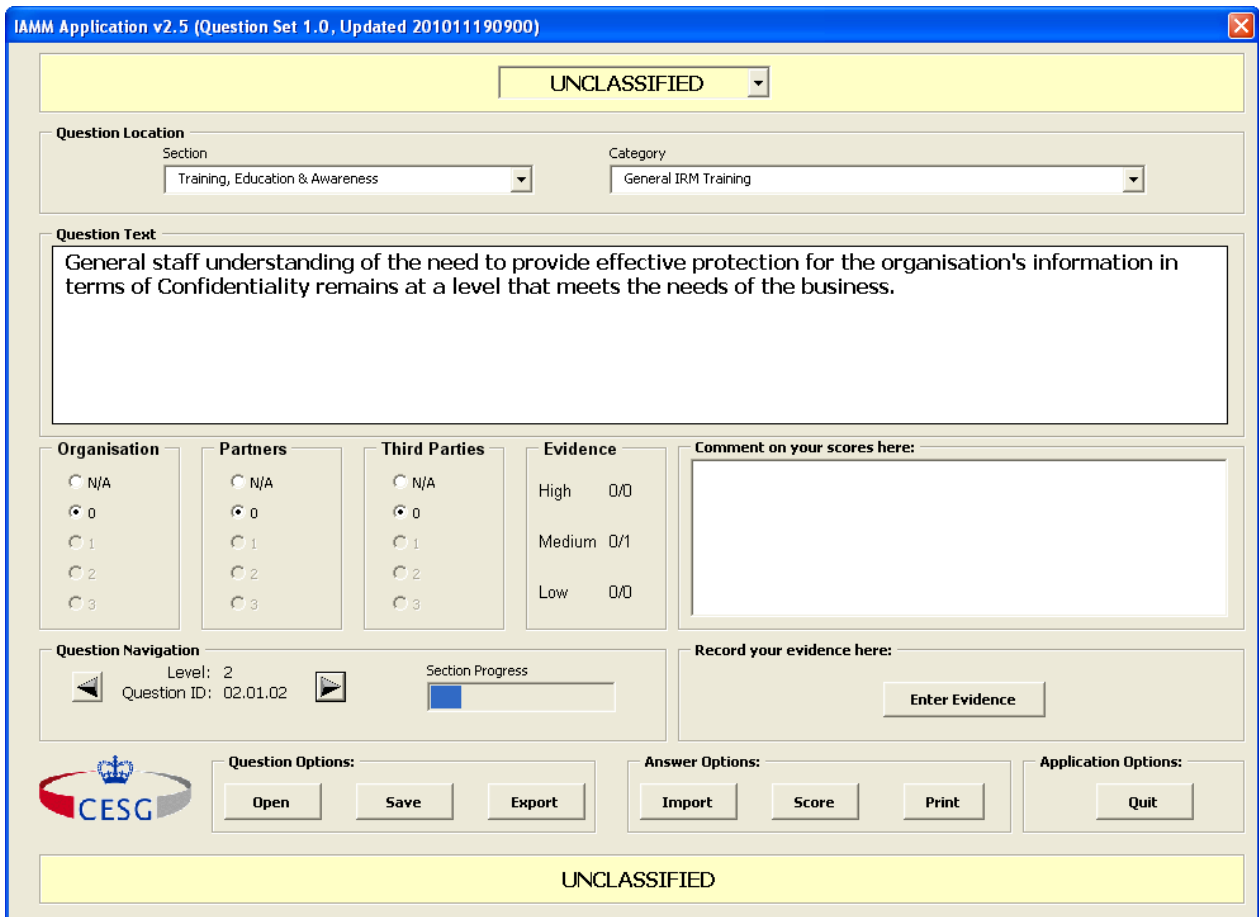 IAMM Application v2.5 (Question Set 1.0, Updated 201011190900)
UNCLASSIFIED
Question Location
Section
Training, Education & Awareness
Category
General IRM Training
Question Text
General staff understanding of the need to provide effective protection for the organisation's information in
terms of Confidentiality remains at a level that meets the needs of the business.
Organisation
N/A
0
1
2
3
Partners
N/A
0
1
2
3
Third Parties
N/A
0
1
2
3
Evidence
High 0/0
Medium 0/1
Low 0/0
Comment on your scores here:
Question Navigation
Level: 2
Question ID: 02.01.02
Section Progress
Record your evidence here:
Enter Evidence
CESG
Question Options:
Open Save Export
Answer Options:
Import Score Print
Application Options:
Quit
UNCLASSIFIED